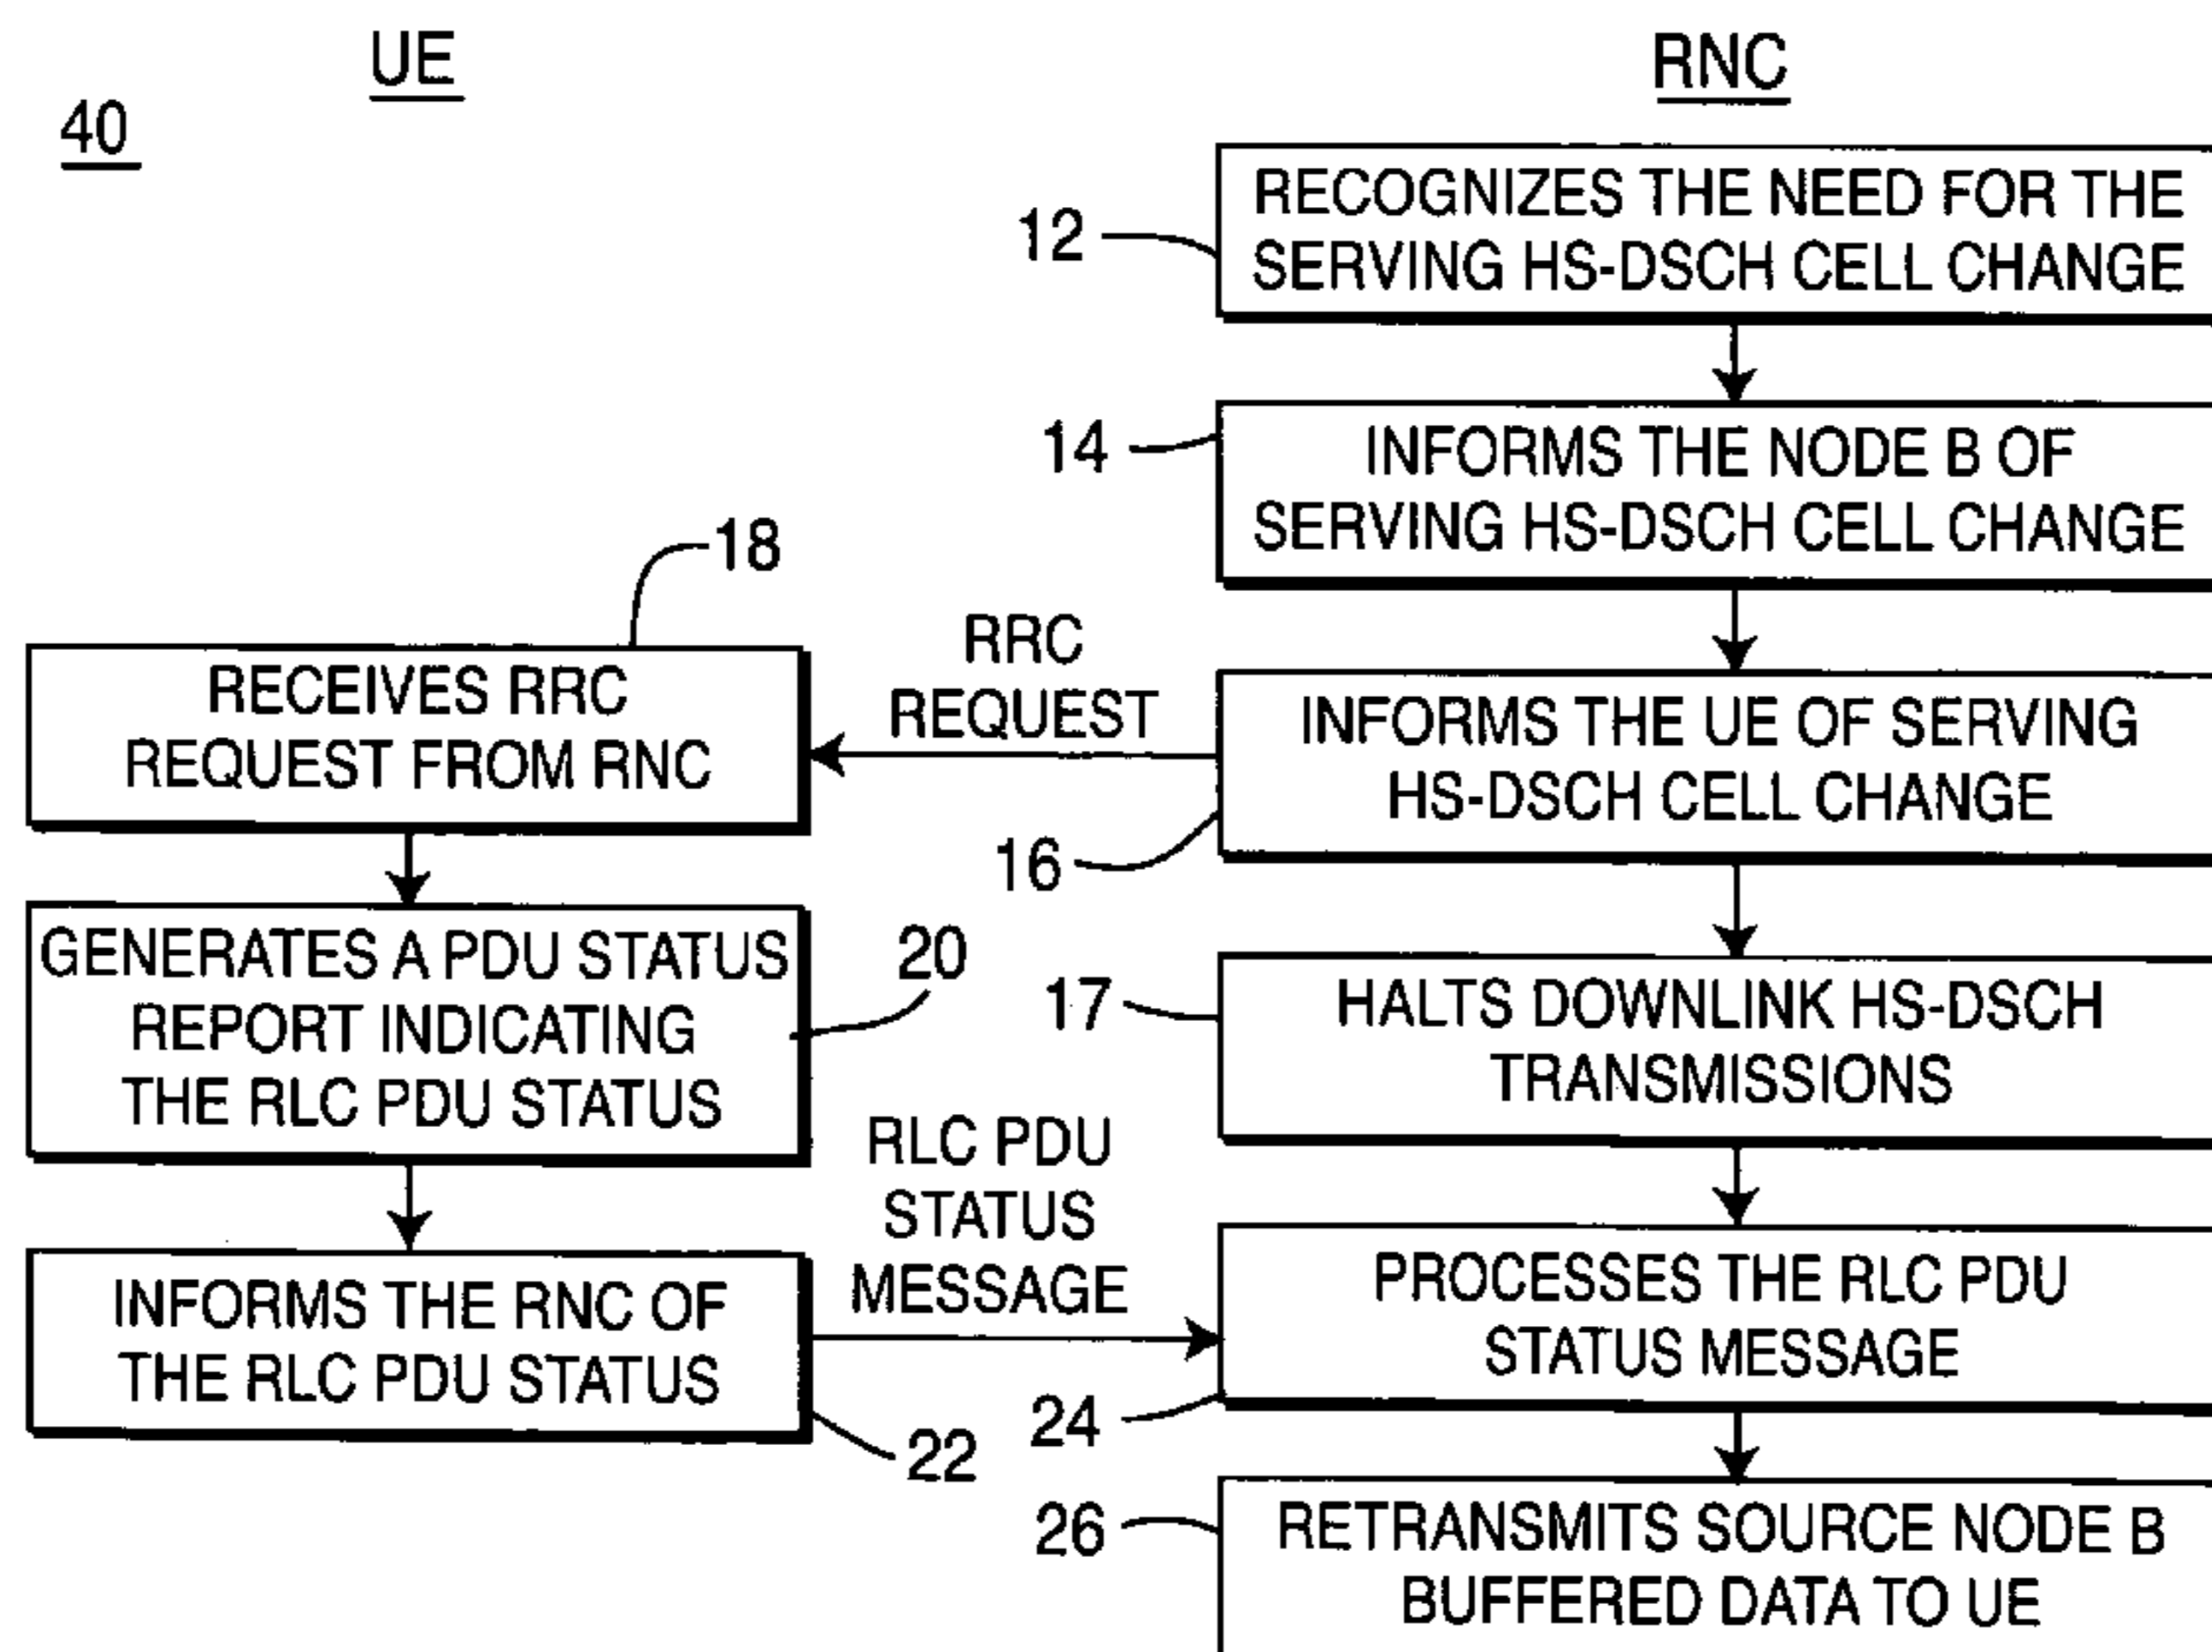 UE
RNC
40
12
RECOGNIZES THE NEED FOR THE
SERVING HS-DSCH CELL CHANGE
14
INFORMS THE NODE B OF
SERVING HS-DSCH CELL CHANGE
18
RECEIVES RRC
REQUEST FROM RNC
RRC
REQUEST
INFORMS THE UE OF SERVING
HS-DSCH CELL CHANGE
16
GENERATES A PDU STATUS
REPORT INDICATING
THE RLC PDU STATUS
20
17
HALTS DOWNLINK HS-DSCH
TRANSMISSIONS
RLC PDU
STATUS
MESSAGE
INFORMS THE RNC OF
THE RLC PDU STATUS
22
PROCESSES THE RLC PDU
STATUS MESSAGE
24
26
RETRANSMITS SOURCE NODE B
BUFFERED DATA TO UE